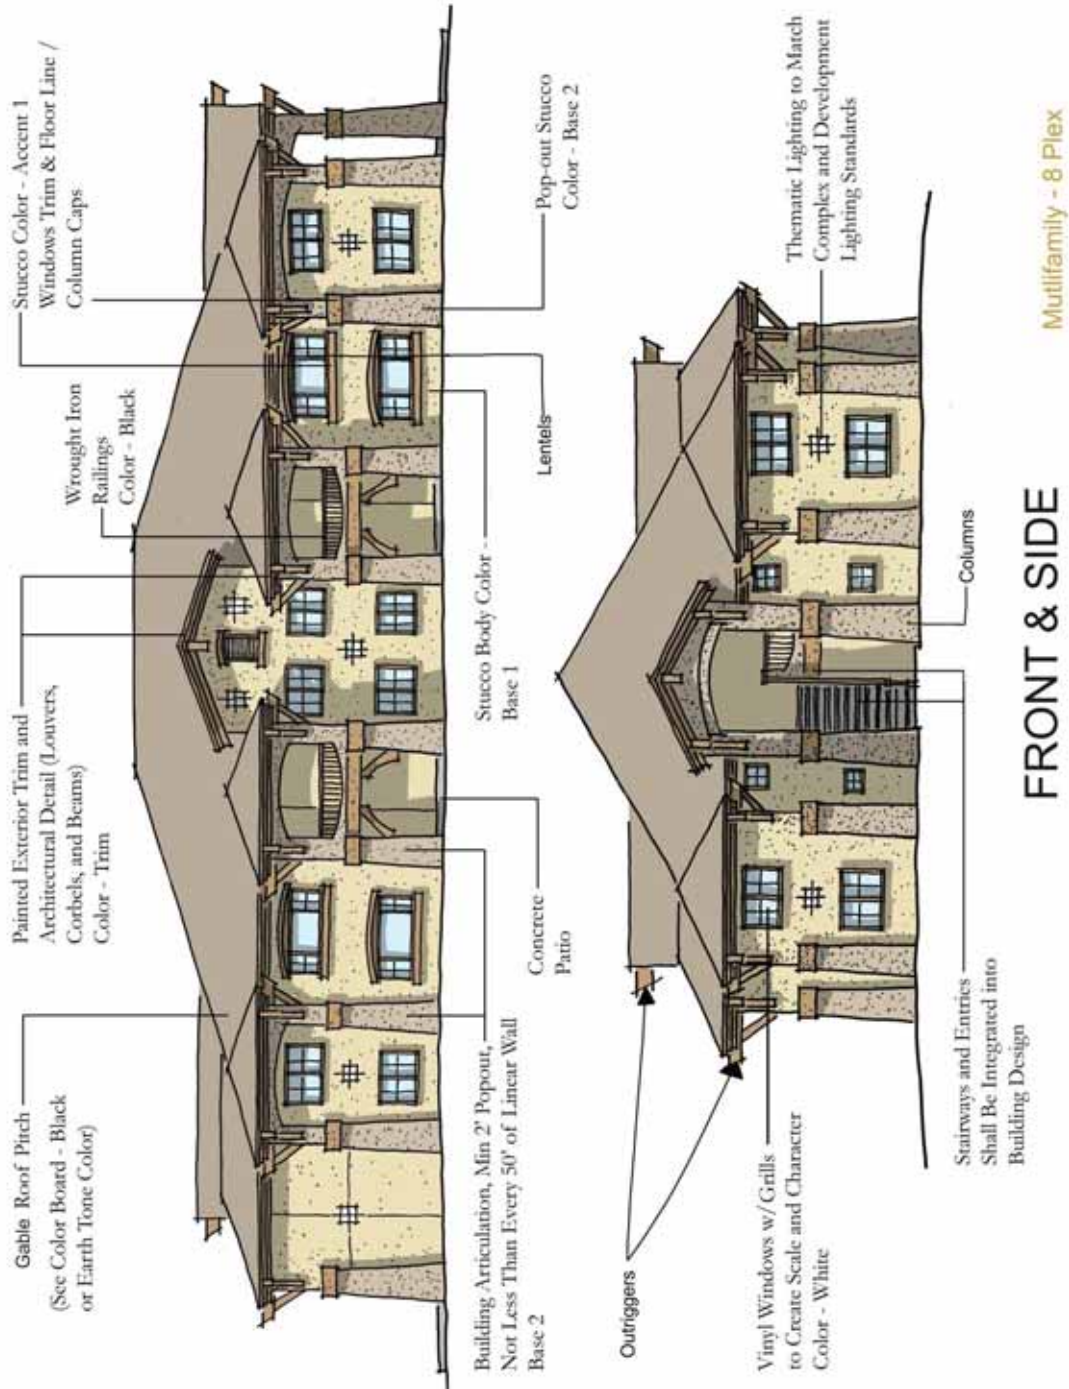 Gable Roof Pitch
(See Color Board - Black
or Earth Tone Color)
Painted Exterior Trim and
Architectural Detail (Louvers,
Corbels, and Beams)
Color - Trim
Wrought Iron
Railings
Color - Black
Stucco Color - Accent 1
Windows Trim & Floor Line /
Column Caps
Building Articulation, Min 2' Popout,
Not Less Than Every 50' of Linear Wall
Base 2
Concrete
Patio
Stucco Body Color -
Base 1
Lentels
Pop-out Stucco
Color - Base 2
Outriggers
Vinyl Windows w/ Grills
to Create Scale and Character
Color - White
Stairways and Entries
Shall Be Integrated into
Building Design
Columns
Thematic Lighting to Match
Complex and Development
Lighting Standards
FRONT & SIDE
Mutlifamily - 8 Plex